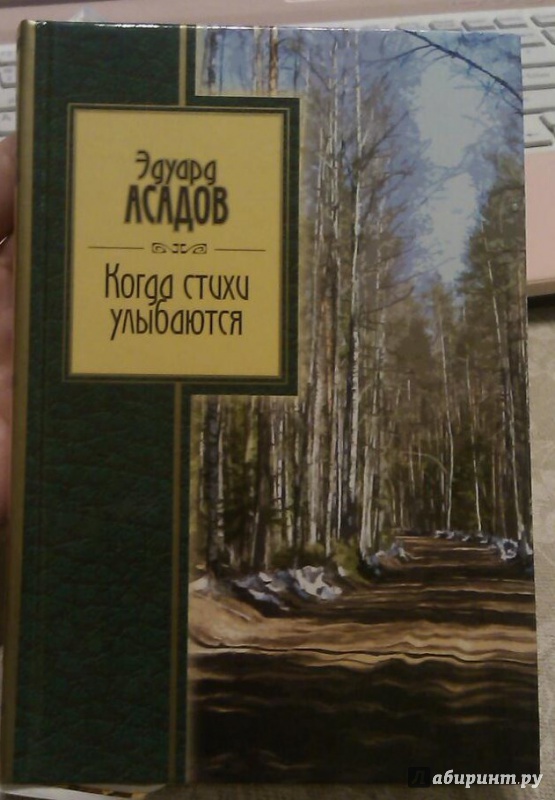 Эдуард
АСАДОВ
Когда стихи
улыбаются
Лабиринт.ру